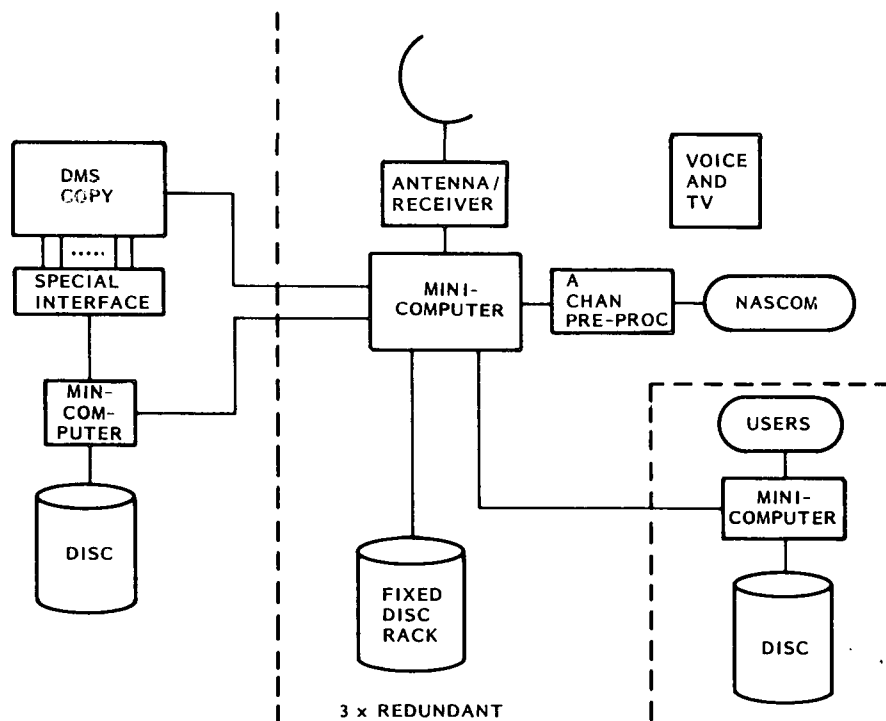 DMS
COPY
.....
SPECIAL
INTERFACE
MIN-
COM-
PUTER
DISC
ANTENNA/
RECEIVER
VOICE
AND
TV
MINI-
COMPUTER
A
CHAN
PRE-PROC
NASCOM
FIXED
DISC
RACK
3 x REDUNDANT
USERS
MINI-
COMPUTER
DISC